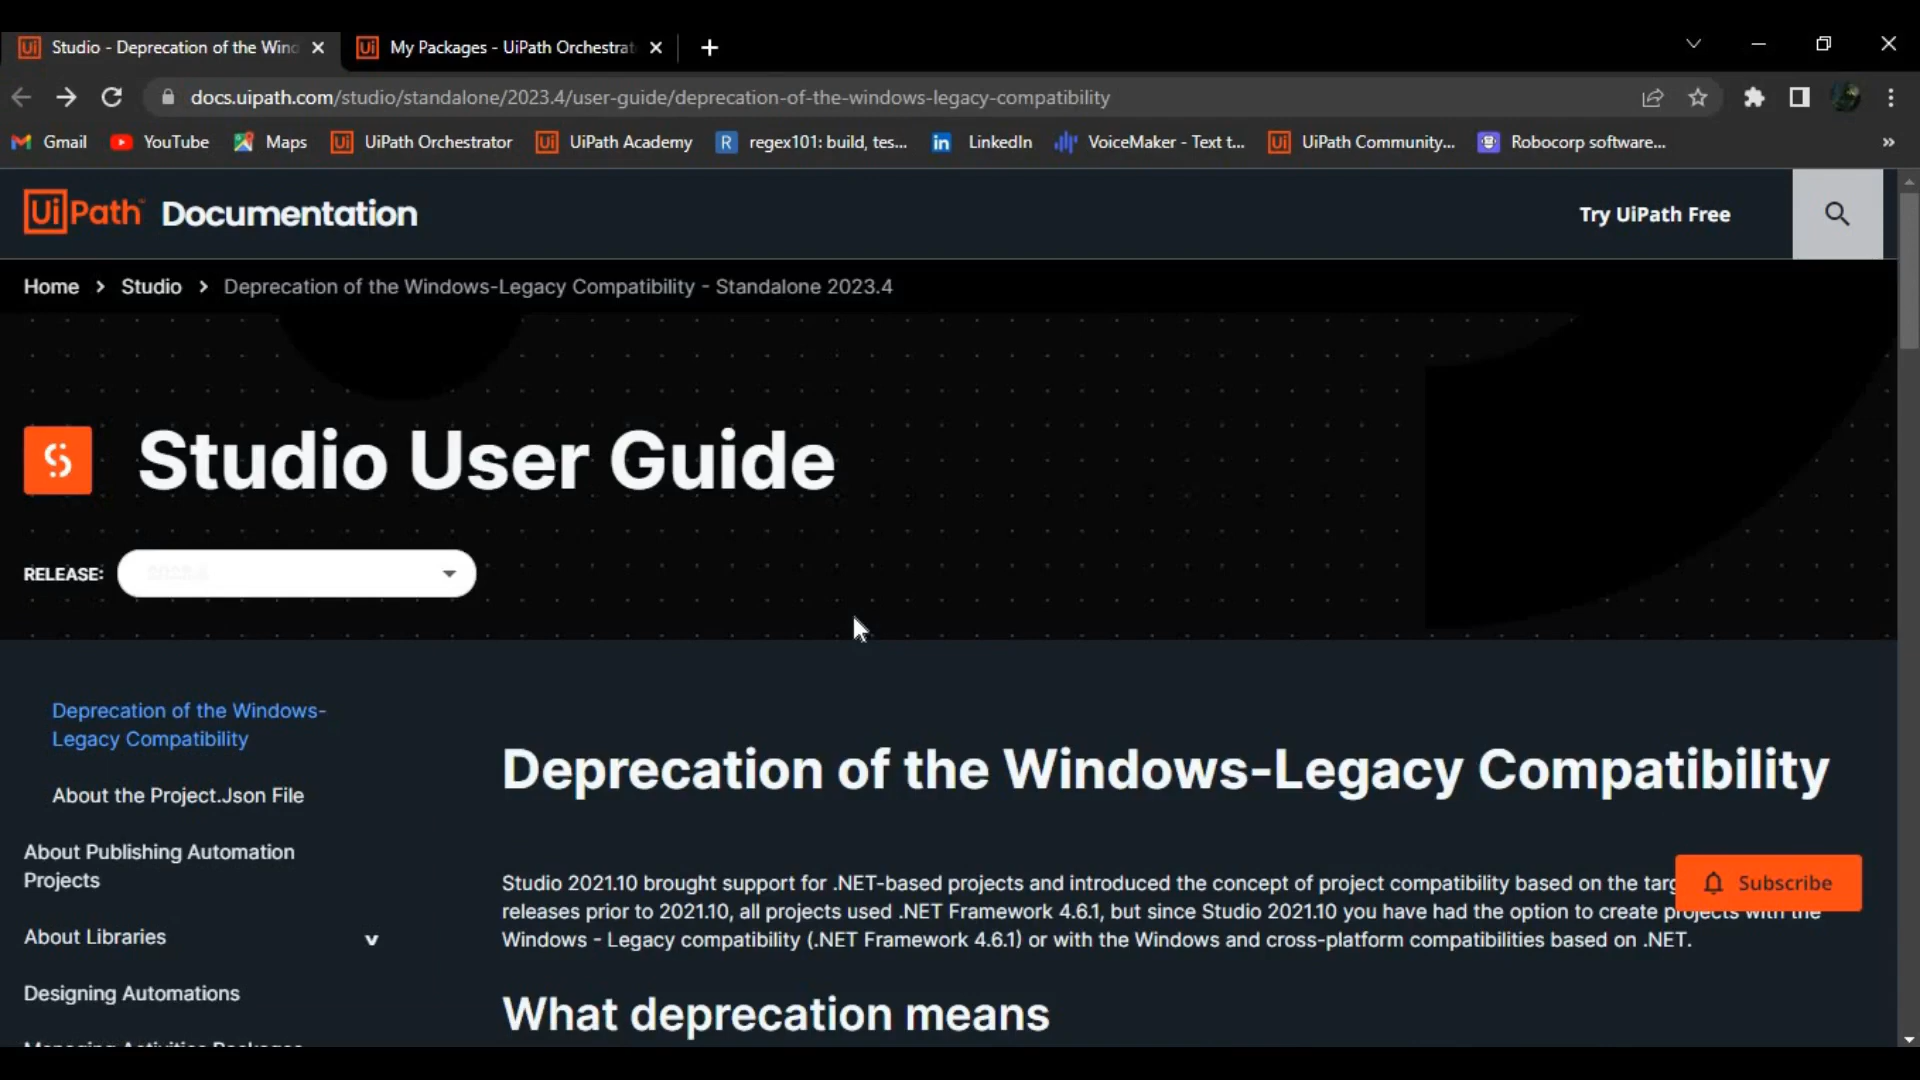 Studio - Deprecation of the Wind
My Packages - UiPath Orchestrat
docs.uipath.com/studio/standalone/2023.4/user-guide/deprecation-of-the-windows-legacy-compatibility
Gmail YouTube Maps UiPath Orchestrator UiPath Academy regex101: build, tes... LinkedIn VoiceMaker - Text t... UiPath Community... Robocorp software... »
UiPath Documentation
Try UiPath Free
Home > Studio > Deprecation of the Windows-Legacy Compatibility - Standalone 2023.4
Studio User Guide
RELEASE:
Deprecation of the Windows-
Legacy Compatibility
About the Project.Json File
About Publishing Automation
Projects
About Libraries
Designing Automations
Deprecation of the Windows-Legacy Compatibility
Studio 2021.10 brought support for .NET-based projects and introduced the concept of project compatibility based on the targ
releases prior to 2021.10, all projects used .NET Framework 4.6.1, but since Studio 2021.10 you have had the option to create projects with the
Windows - Legacy compatibility (.NET Framework 4.6.1) or with the Windows and cross-platform compatibilities based on .NET.
Subscribe
What deprecation means